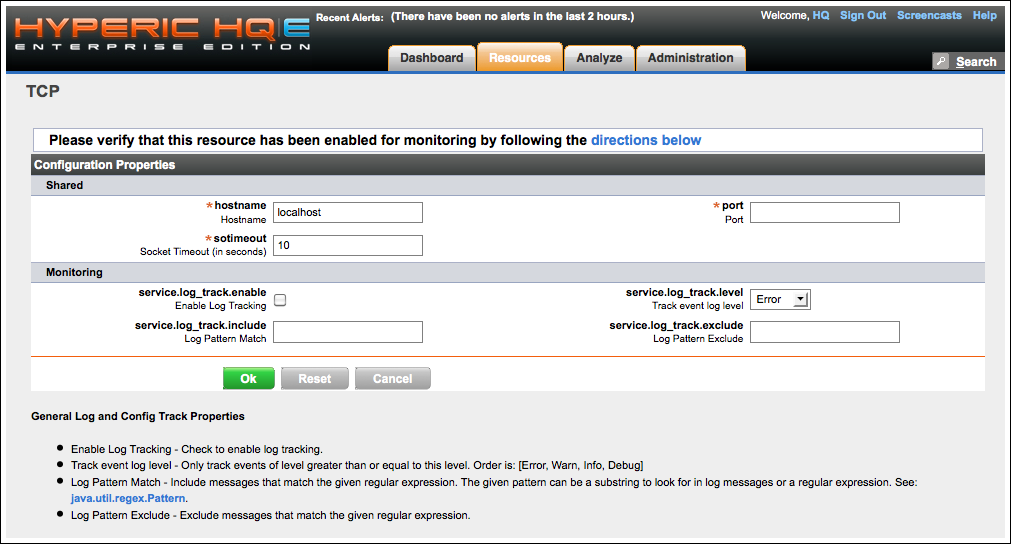 HYPERIC HQ|E
ENTERPRISE EDITION
Recent Alerts: (There have been no alerts in the last 2 hours.)
Welcome, HQ Sign Out Screencasts Help
Dashboard Resources Analyze Administration
Search
TCP
Please verify that this resource has been enabled for monitoring by following the directions below
Configuration Properties
Shared
*hostname
Hostname
localhost
*port
Port
*sotimeout
Socket Timeout (in seconds)
10
Monitoring
service.log_track.enable
Enable Log Tracking
service.log_track.level
Track event log level
Error
service.log_track.include
Log Pattern Match
service.log_track.exclude
Log Pattern Exclude
Ok Reset Cancel
General Log and Config Track Properties
• Enable Log Tracking - Check to enable log tracking.
• Track event log level - Only track events of level greater than or equal to this level. Order is: [Error, Warn, Info, Debug]
• Log Pattern Match - Include messages that match the given regular expression. The given pattern can be a substring to look for in log messages or a regular expression. See:
java.util.regex.Pattern.
• Log Pattern Exclude - Exclude messages that match the given regular expression.